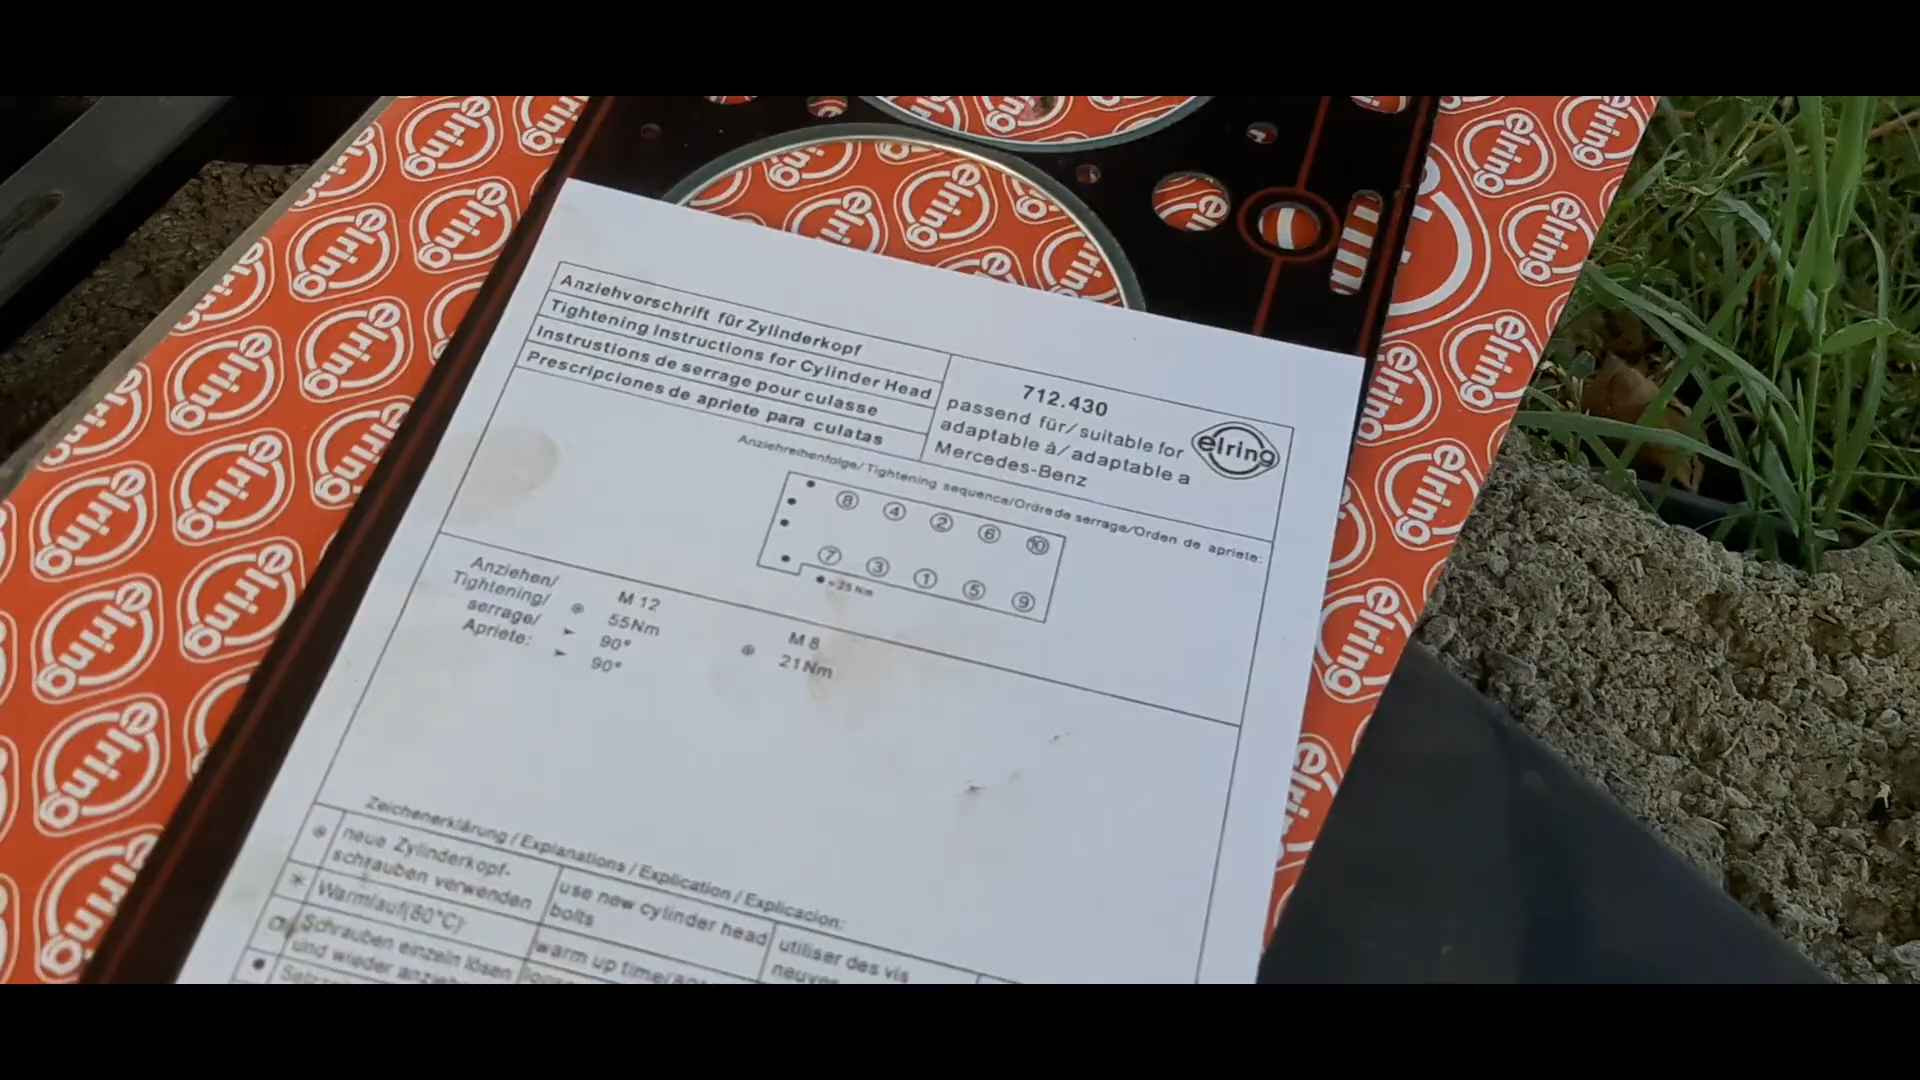 Anziehvorschrift für Zylinderkopf
Tightening Instructions for Cylinder Head
Instrustions de serrage pour culasse
Prescripciones de apriete para culatas
712.430
passend für/suitable for
adaptable à/adaptable a
Mercedes-Benz
elring
Anziehreihenfolge/Tightening sequence/Ordre de serrage/Orden de apriete:
8 4 2 6 10
7 3 1 5 9
= 25 Nm
Anziehen/
Tightening/
serrage/
Apriete:
M 12
55Nm
90°
90°
M 8
21Nm
Zeichenerklärung / Explanations / Explication / Explicacion:
neue Zylinderkopf-
schrauben verwenden
use new cylinder head
bolts
utiliser des vis
Warmlauf(80°C)
warm up time
Schrauben einzeln lösen
und wieder